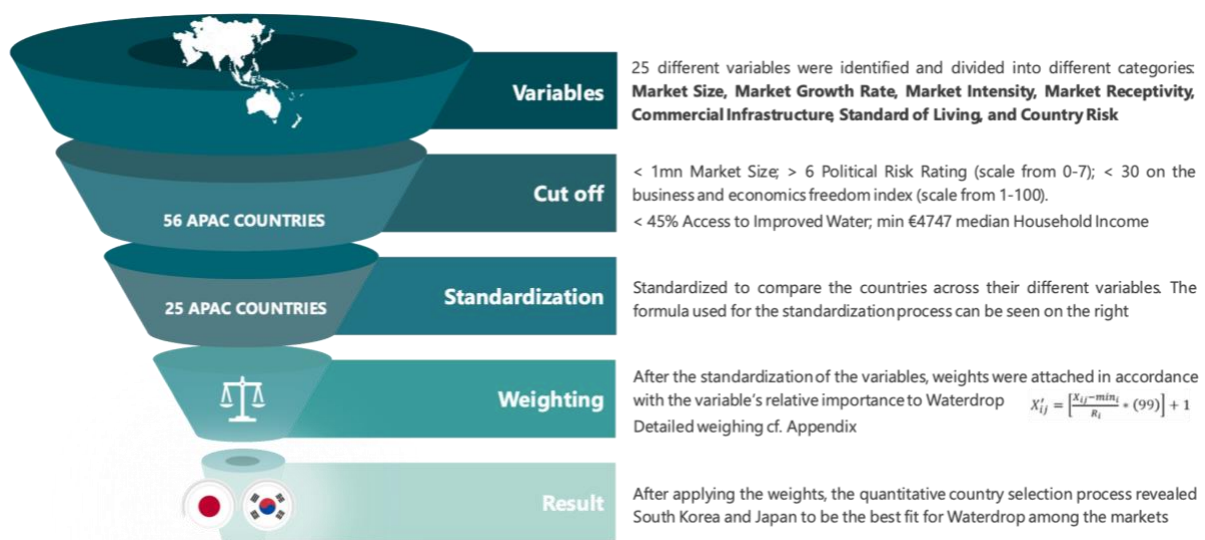 Variables
25 different variables were identified and divided into different categories:
Market Size, Market Growth Rate, Market Intensity, Market Receptivity,
Commercial Infrastructure, Standard of Living, and Country Risk
56 APAC COUNTRIES
Cut off
< 1mn Market Size; > 6 Political Risk Rating (scale from 0-7); < 30 on the
business and economics freedom index (scale from 1-100).
< 45% Access to Improved Water; min €4747 median Household Income
25 APAC COUNTRIES
Standardization
Standardized to compare the countries across their different variables. The
formula used for the standardization process can be seen on the right
Weighting
After the standardization of the variables, weights were attached in accordance
with the variable's relative importance to Waterdrop
X'ij = [Xij−mini / Ri * (99)] + 1
Detailed weighing cf. Appendix
Result
After applying the weights, the quantitative country selection process revealed
South Korea and Japan to be the best fit for Waterdrop among the markets